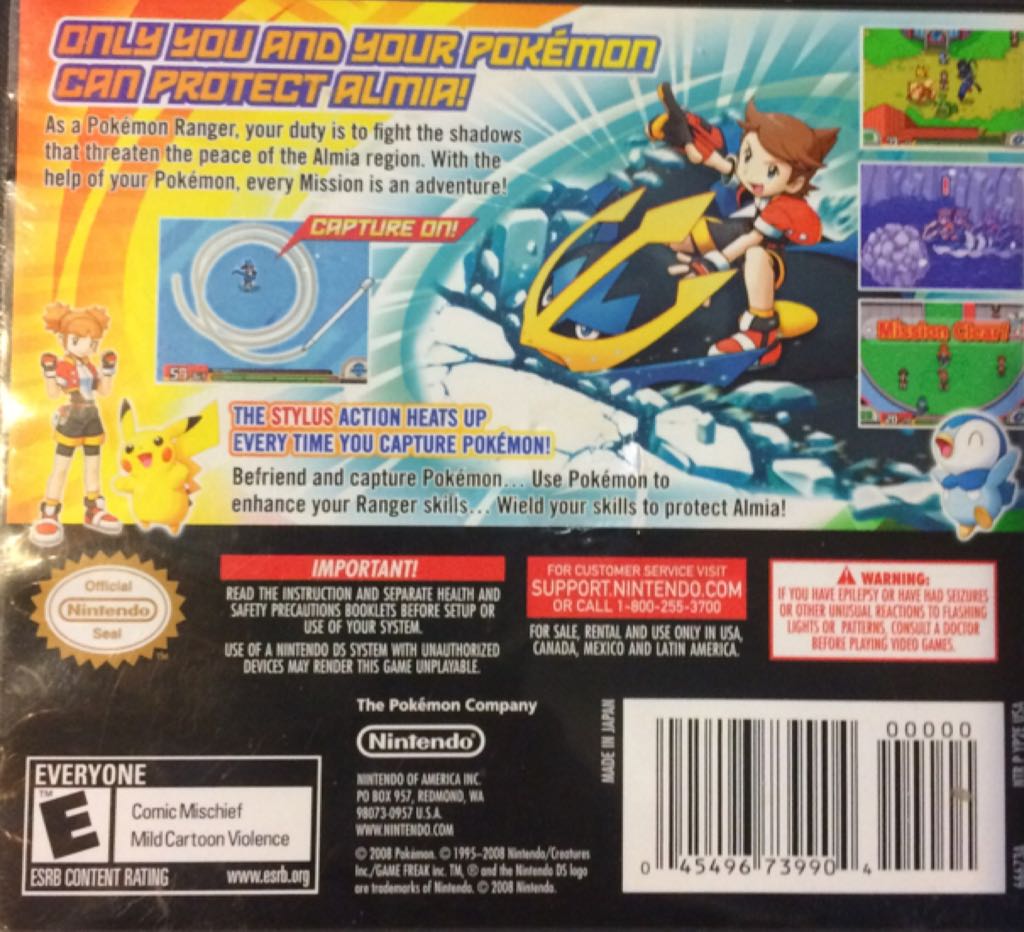 ONLY YOU AND YOUR POKÉMON
CAN PROTECT ALMIA!
As a Pokémon Ranger, your duty is to fight the shadows
that threaten the peace of the Almia region. With the
help of your Pokémon, every Mission is an adventure!
CAPTURE ON!
Mission Clear!
THE STYLUS ACTION HEATS UP
EVERY TIME YOU CAPTURE POKÉMON!
Befriend and capture Pokémon... Use Pokémon to
enhance your Ranger skills... Wield your skills to protect Almia!
Official
Nintendo
Seal
TM
IMPORTANT!
READ THE INSTRUCTION AND SEPARATE HEALTH AND
SAFETY PRECAUTIONS BOOKLETS BEFORE SETUP OR
USE OF YOUR SYSTEM.
USE OF A NINTENDO DS SYSTEM WITH UNAUTHORIZED
DEVICES MAY RENDER THIS GAME UNPLAYABLE.
FOR CUSTOMER SERVICE VISIT
SUPPORT.NINTENDO.COM
OR CALL 1-800-255-3700
FOR SALE, RENTAL AND USE ONLY IN USA,
CANADA, MEXICO AND LATIN AMERICA.
WARNING:
IF YOU HAVE EPILEPSY OR HAVE HAD SEIZURES
OR OTHER UNUSUAL REACTIONS TO FLASHING
LIGHTS OR PATTERNS, CONSULT A DOCTOR
BEFORE PLAYING VIDEO GAMES.
The Pokémon Company
Nintendo®
NINTENDO OF AMERICA INC.
PO BOX 957, REDMOND, WA
98073-0957 U.S.A.
WWW.NINTENDO.COM
© 2008 Pokémon. © 1995-2008 Nintendo/Creatures
Inc./GAME FREAK inc. TM, ® and the Nintendo DS logo
are trademarks of Nintendo. © 2008 Nintendo.
EVERYONE
TM
E
Comic Mischief
Mild Cartoon Violence
ESRB CONTENT RATING www.esrb.org
MADE IN JAPAN
00000
0 45496 73990 4